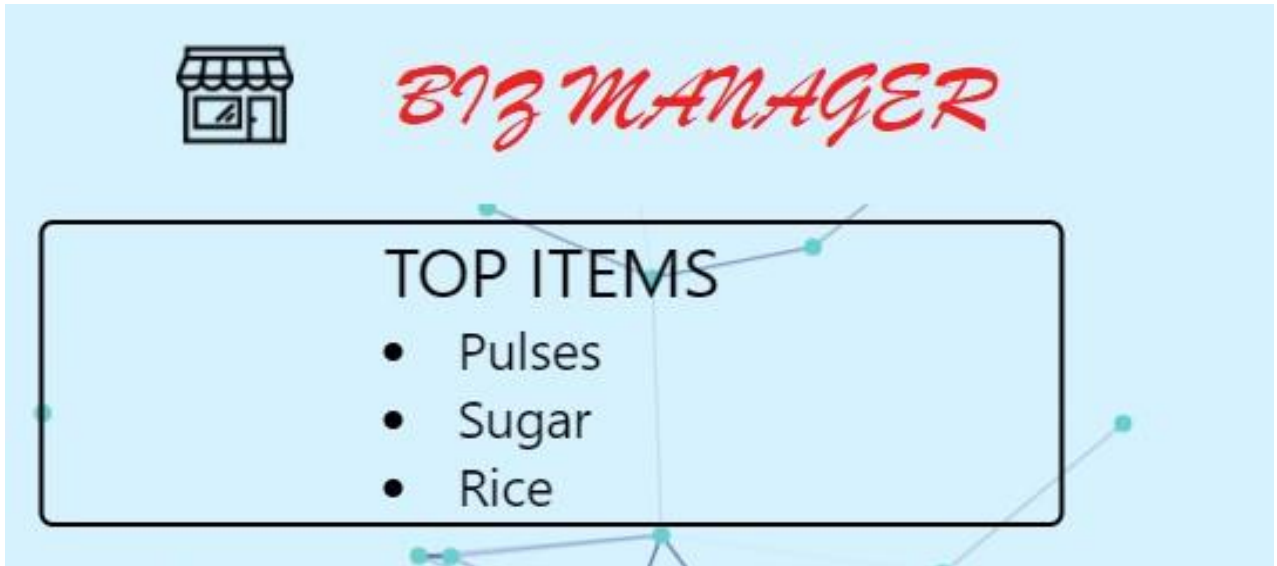 BIZ MANAGER
TOP ITEMS
• Pulses
• Sugar
• Rice